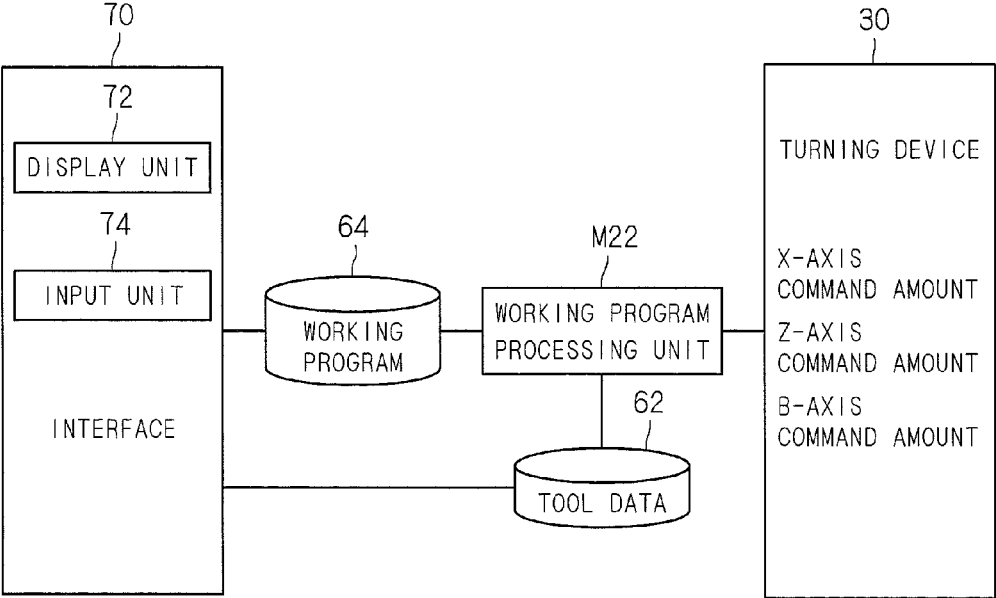 70
72
DISPLAY UNIT
74
INPUT UNIT
INTERFACE
64
WORKING
PROGRAM
M22
WORKING PROGRAM
PROCESSING UNIT
62
TOOL DATA
30
TURNING DEVICE
X-AXIS
COMMAND AMOUNT
Z-AXIS
COMMAND AMOUNT
B-AXIS
COMMAND AMOUNT